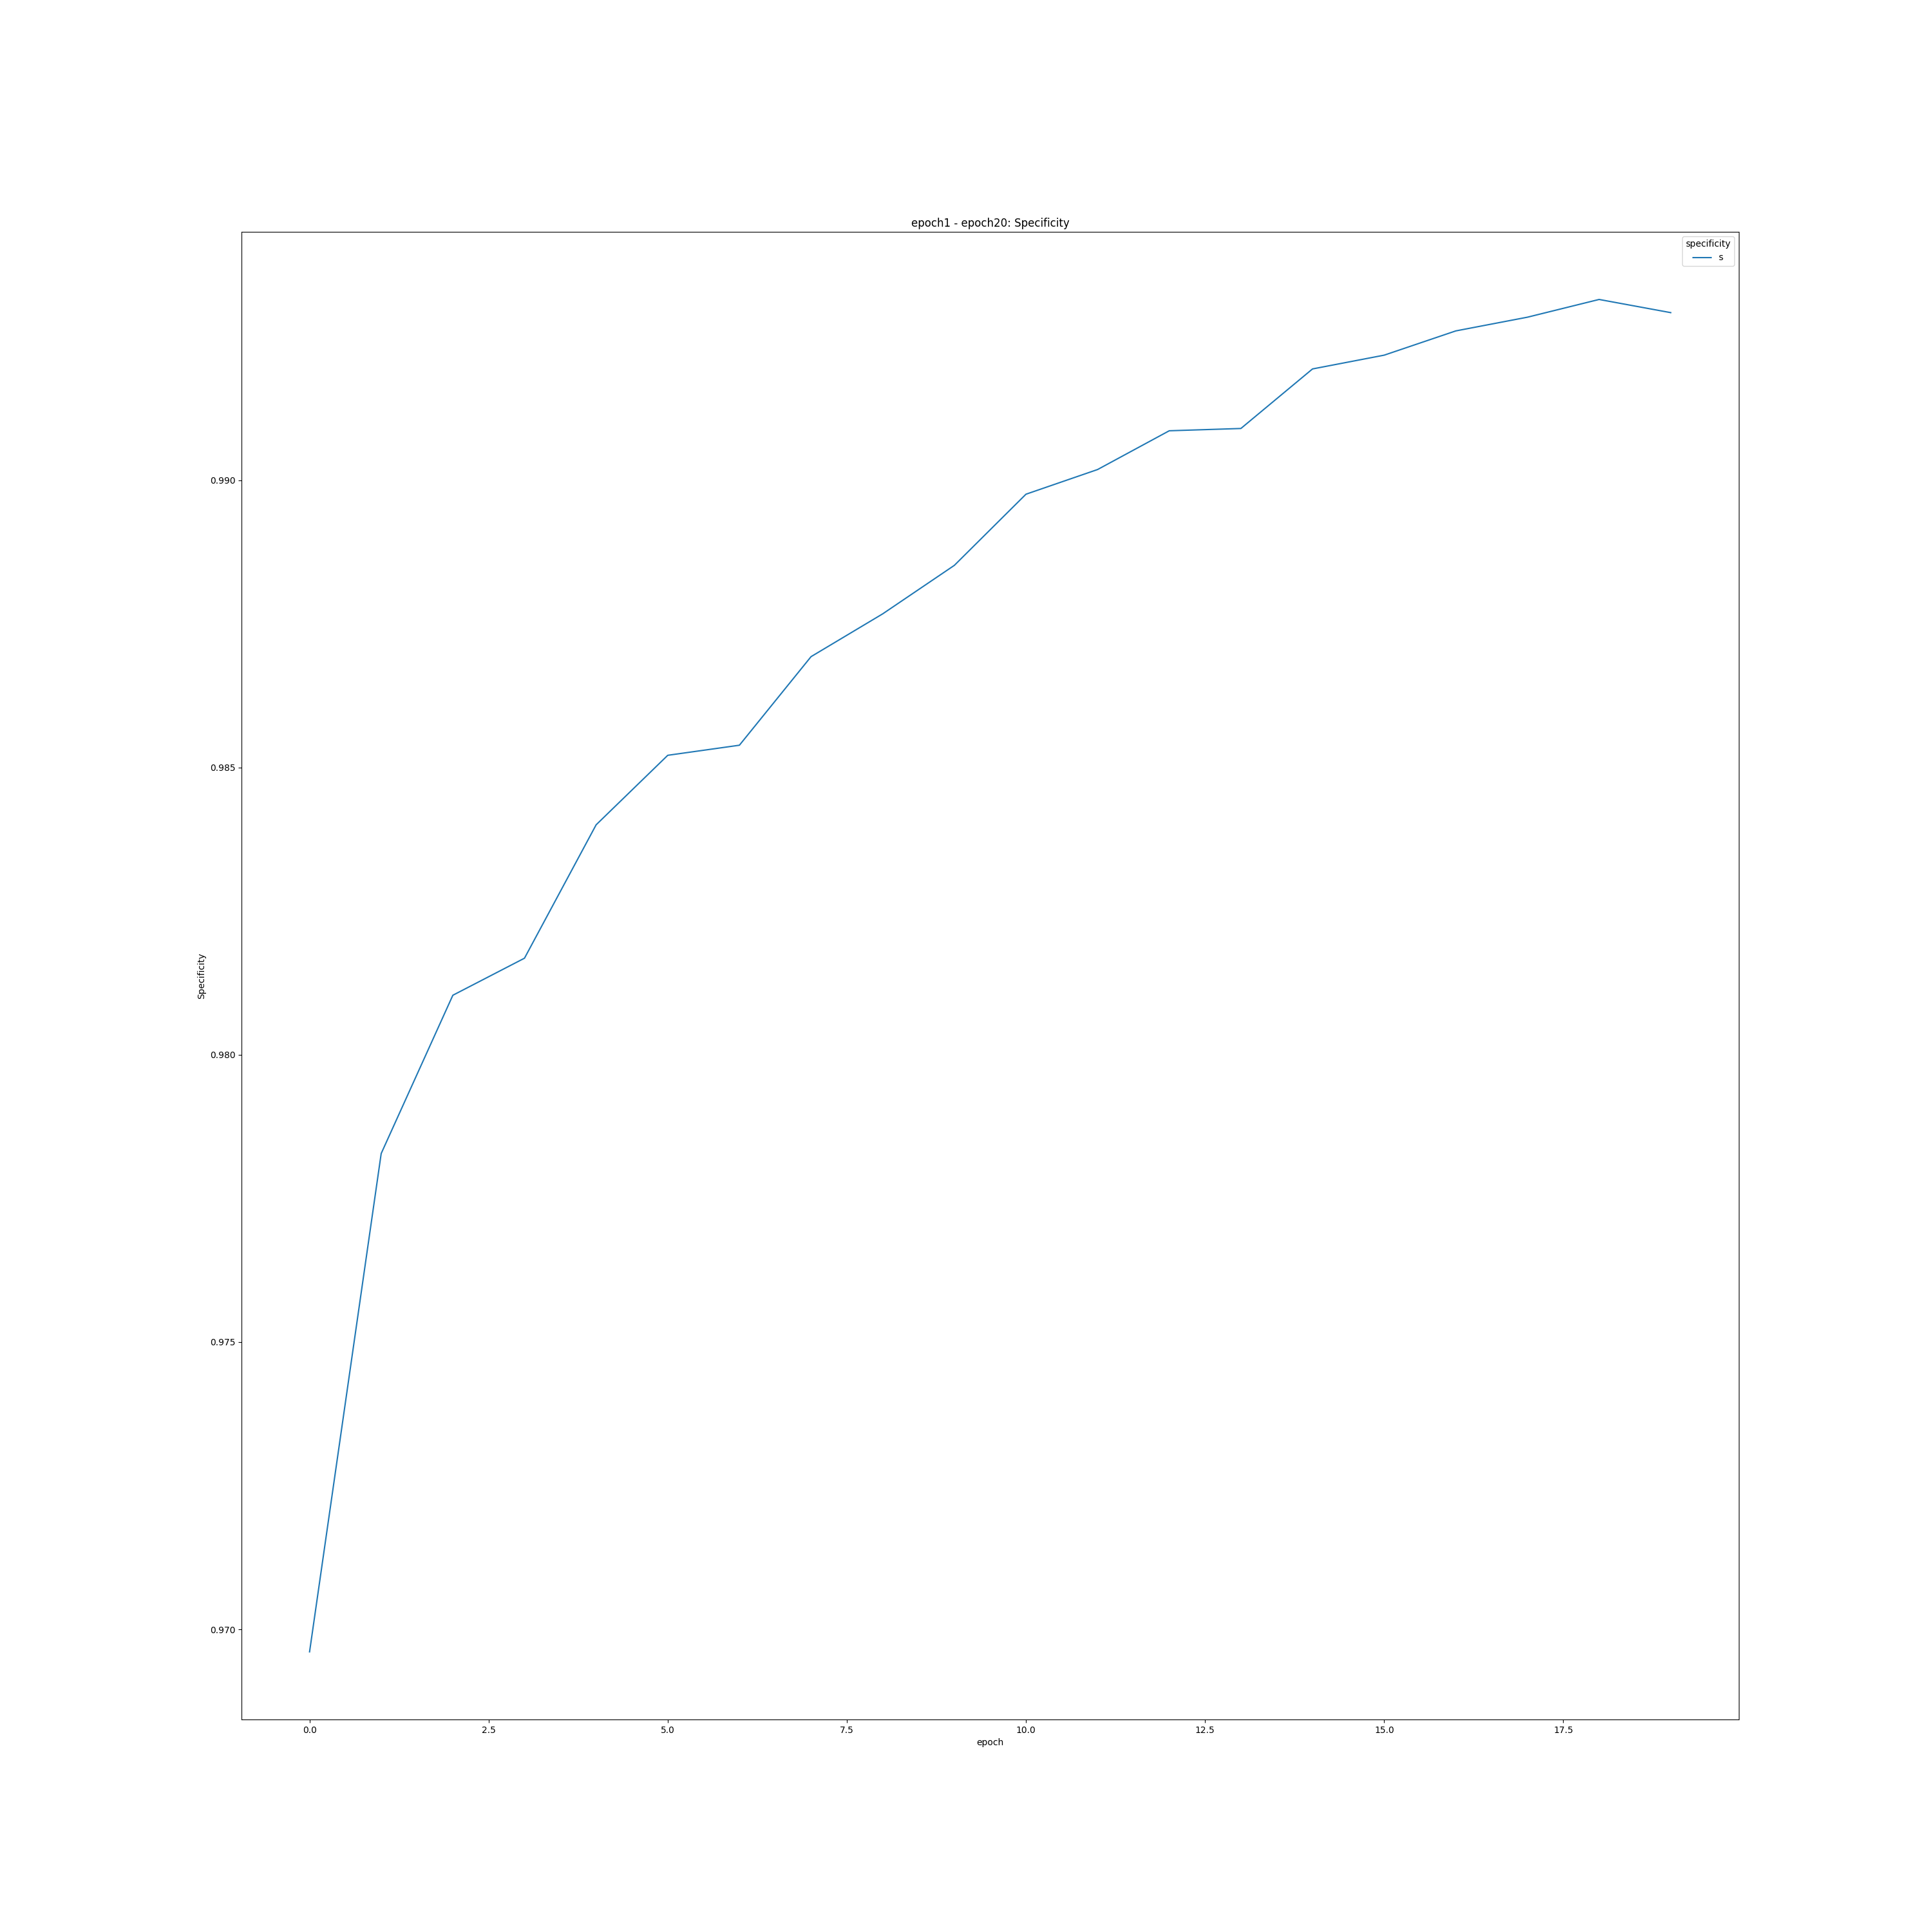 epoch1 - epoch20: Specificity
specificity
s
0.990
0.985
0.980
0.975
0.970
Specificity
0.0 2.5 5.0 7.5 10.0 12.5 15.0 17.5
epoch